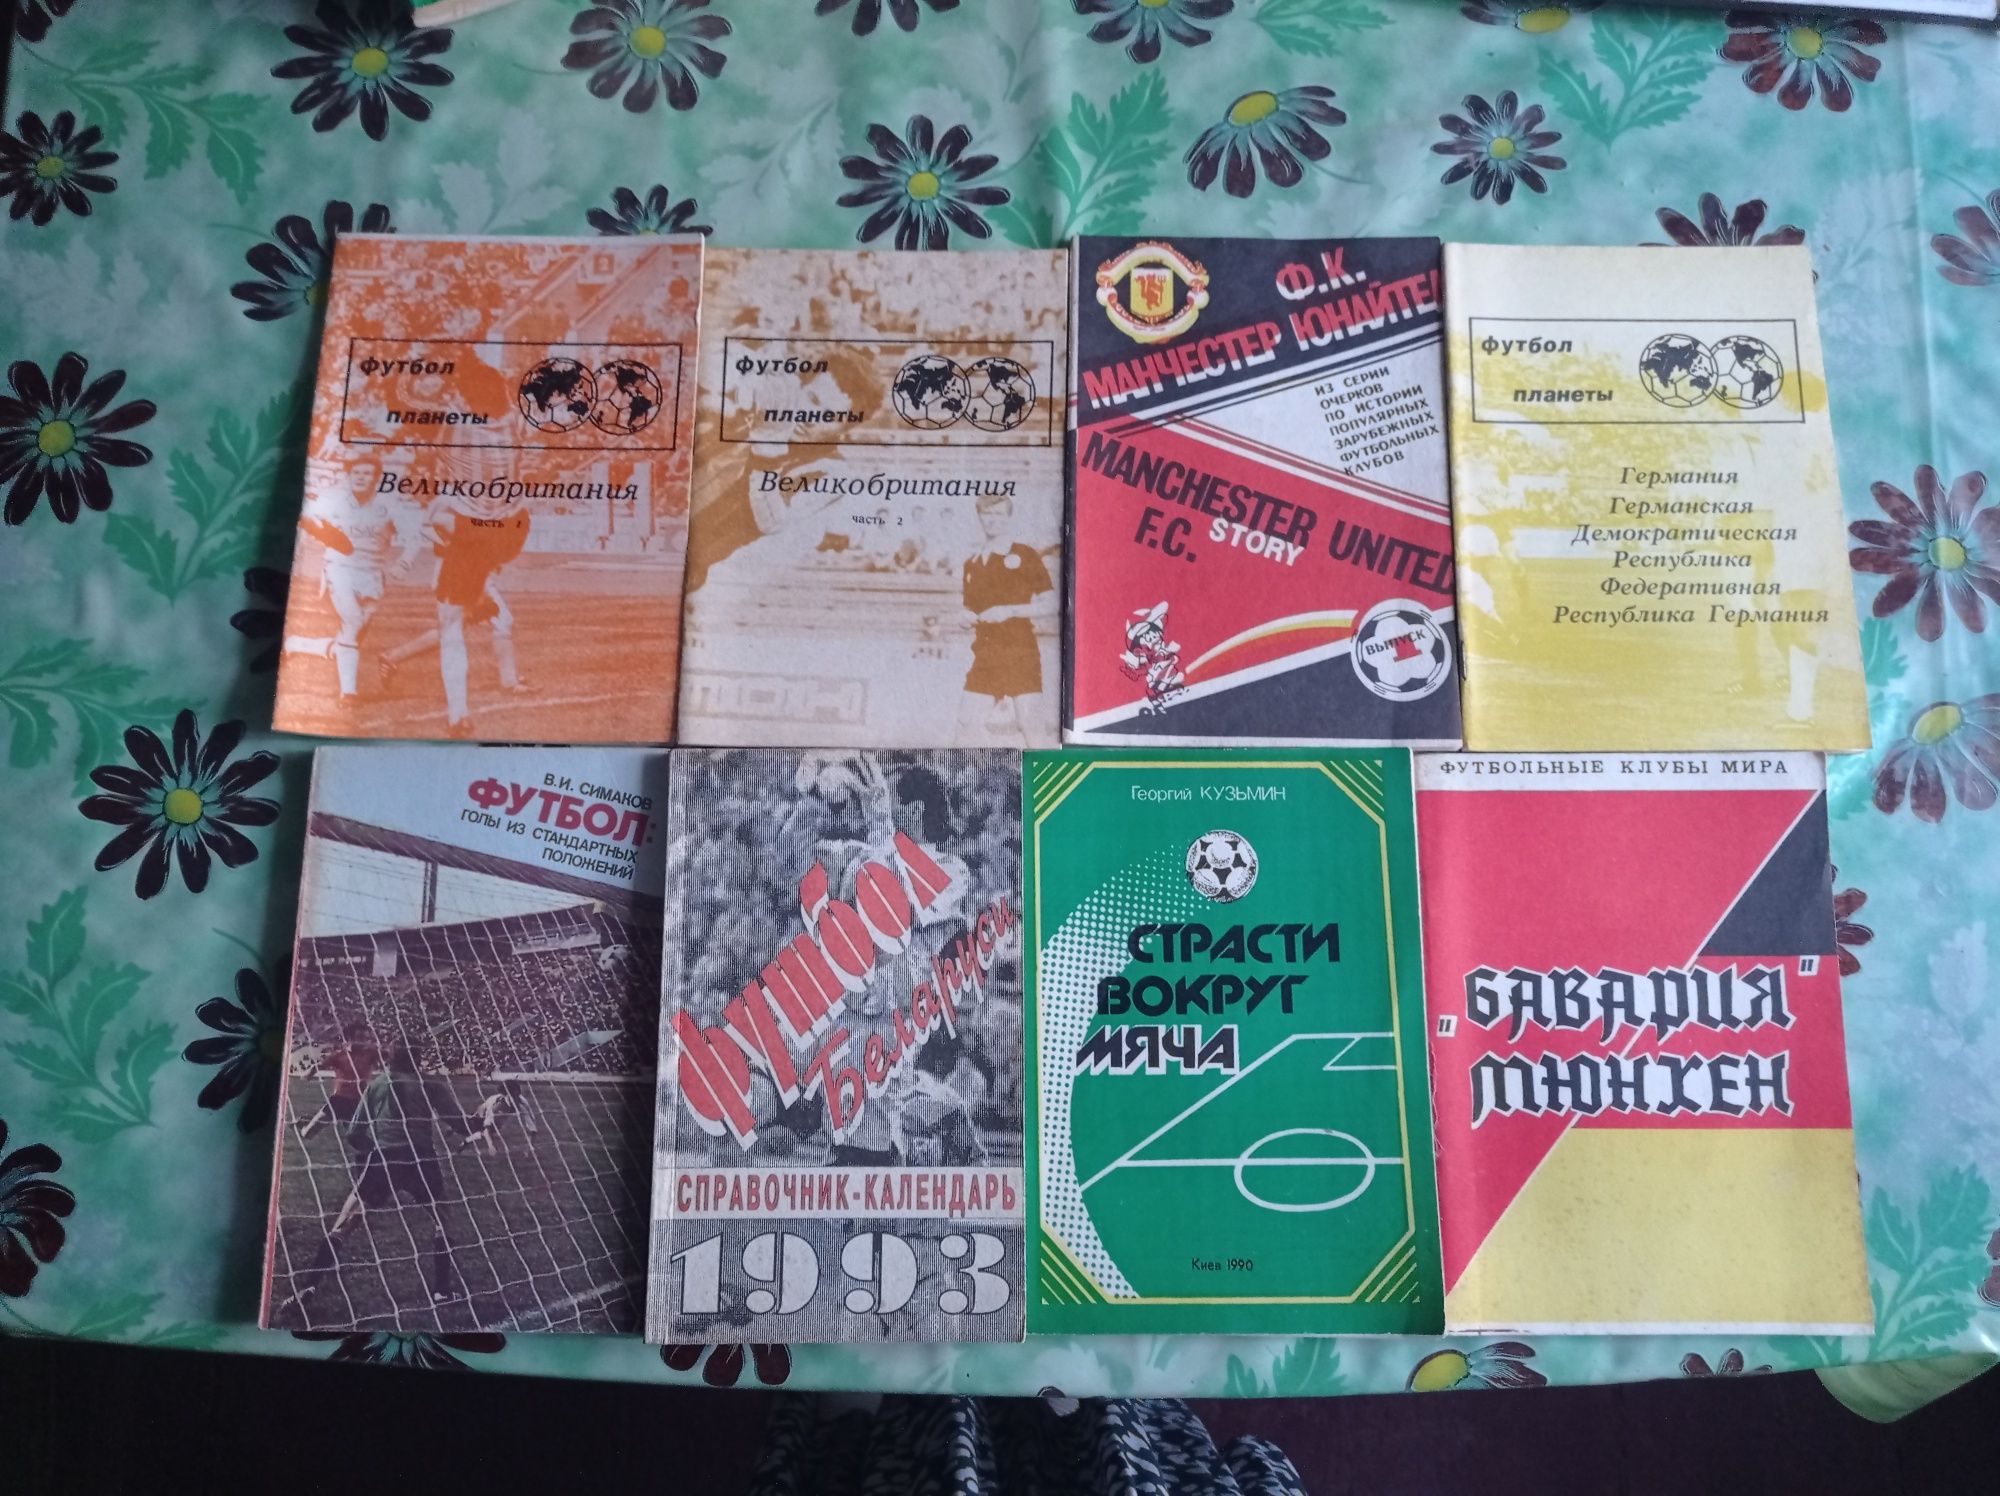 футбол
планеты
Великобритания
часть
футбол
планеты
Великобритания
часть 2
Ф.К.
МАНЧЕСТЕР ЮНАЙТЕД
ИЗ СЕРИИ
ОЧЕРКОВ
ПО ИСТОРИИ
ПОПУЛЯРНЫХ
ЗАРУБЕЖНЫХ
ФУТБОЛЬНЫХ
КЛУБОВ
MANCHESTER UNITED
F.C. STORY
ВЫПУСК
1
футбол
планеты
Германия
Германская
Демократическая
Республика
Федеративная
Республика Германия
В.И. СИМАКОВ
ФУТБОЛ:
ГОЛЫ ИЗ СТАНДАРТНЫХ
ПОЛОЖЕНИЙ
футбол
Беларуси
СПРАВОЧНИК-КАЛЕНДАРЬ
1993
Георгий КУЗЬМИН
СТРАСТИ
ВОКРУГ
МЯЧА
Киев 1990
ФУТБОЛЬНЫЕ КЛУБЫ МИРА
"БАВАРИЯ"
МЮНХЕН